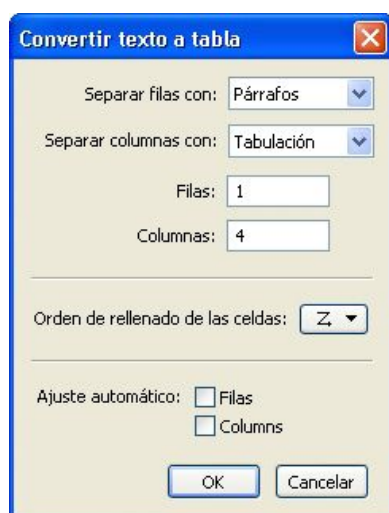 Convertir texto a tabla
Separar filas con: Párrafos
Separar columnas con: Tabulación
Filas: 1
Columnas: 4
Orden de rellenado de las celdas:
Ajuste automático: Filas
Columns
OK Cancelar